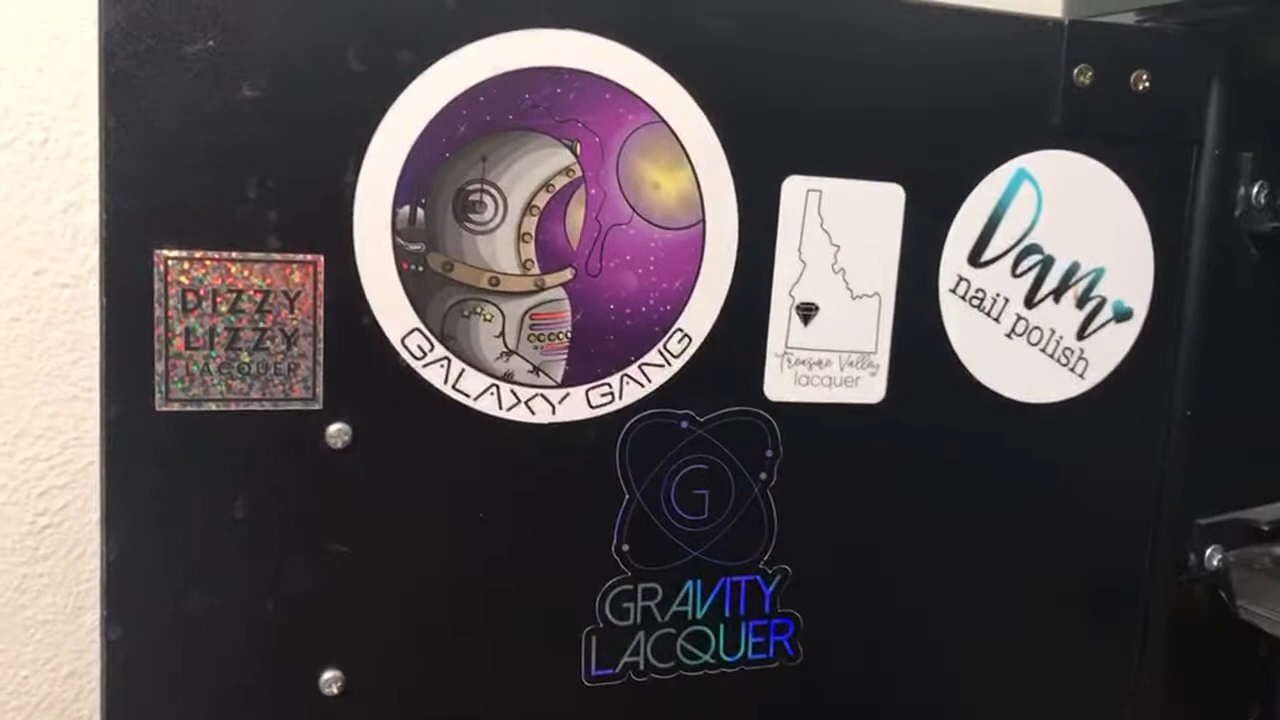 DIZZY
LIZZY
LACQUER
GALAXY GANG
Treasure Valley
lacquer
Dam
nail polish
G
GRAVITY
LACQUER